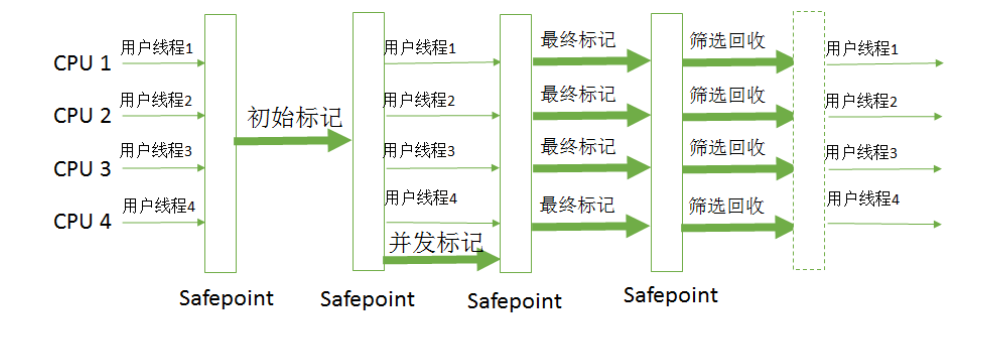 CPU 1
用户线程1
用户线程1
最终标记
筛选回收
用户线程1
CPU 2
用户线程2
初始标记
用户线程2
最终标记
筛选回收
用户线程2
CPU 3
用户线程3
用户线程3
最终标记
筛选回收
用户线程3
CPU 4
用户线程4
用户线程4
最终标记
筛选回收
用户线程4
并发标记
Safepoint
Safepoint
Safepoint
Safepoint